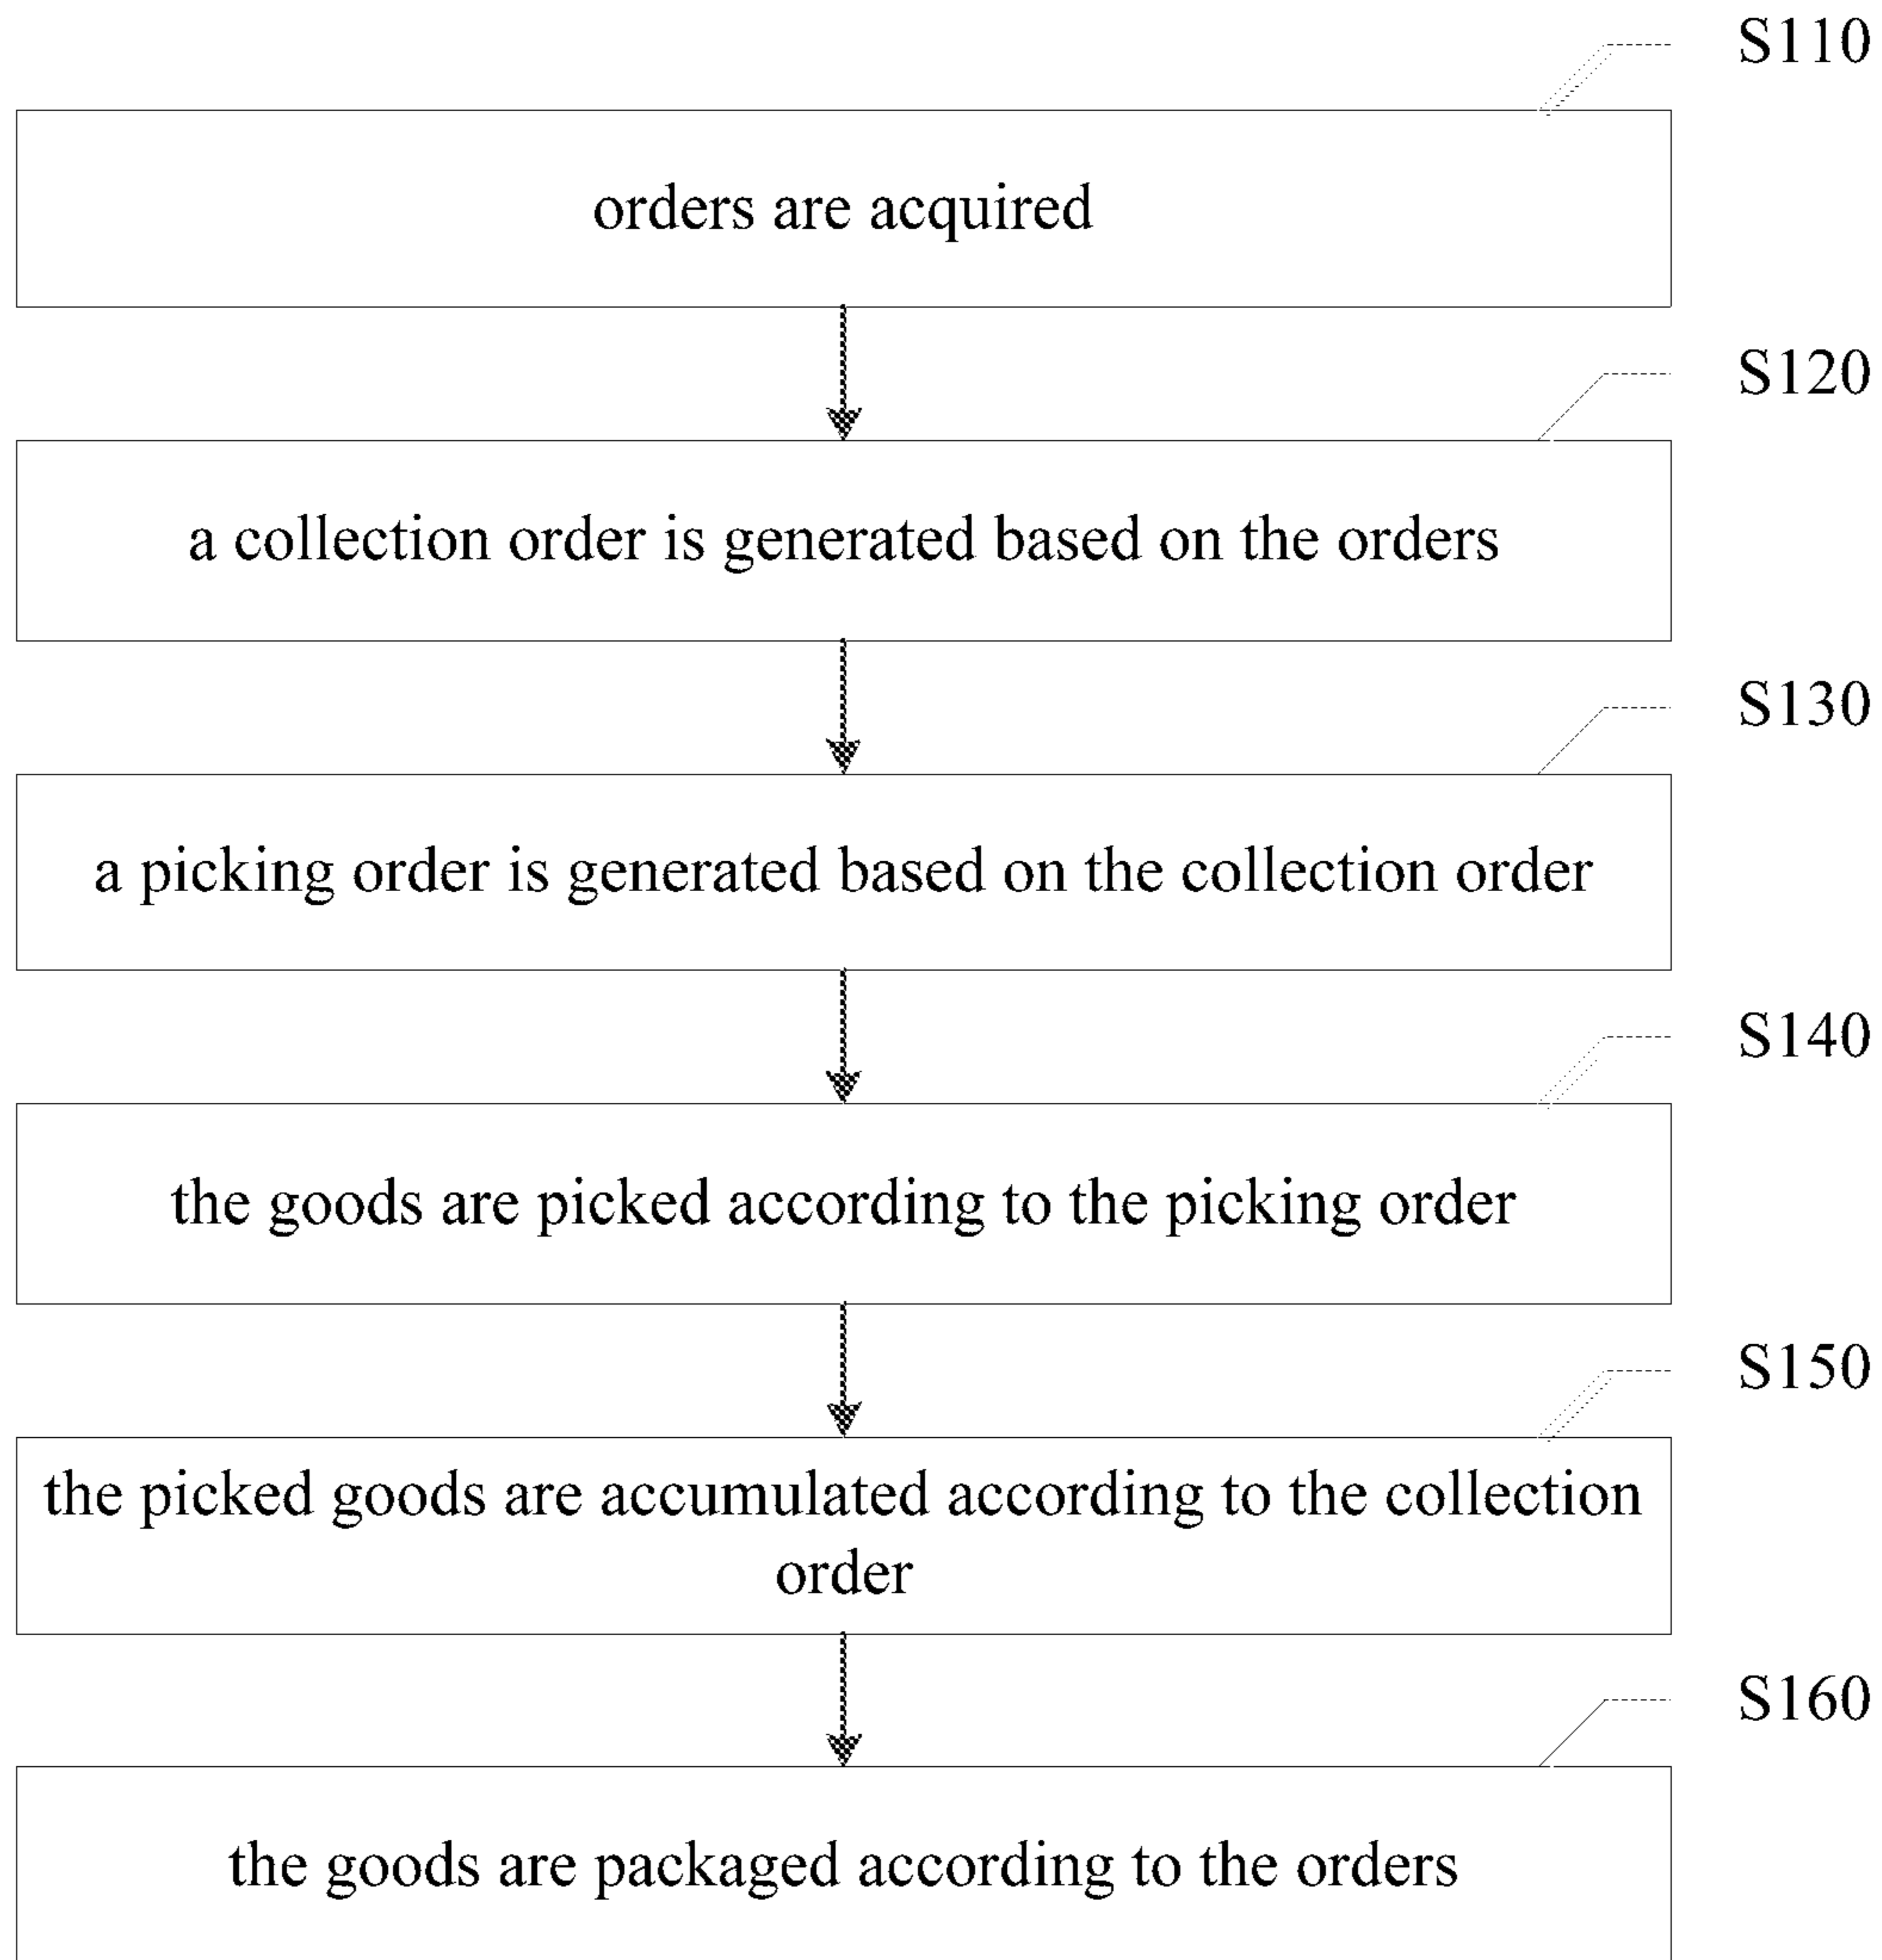 S110
orders are acquired
S120
a collection order is generated based on the orders
S130
a picking order is generated based on the collection order
S140
the goods are picked according to the picking order
S150
the picked goods are accumulated according to the collection
order
S160
the goods are packaged according to the orders